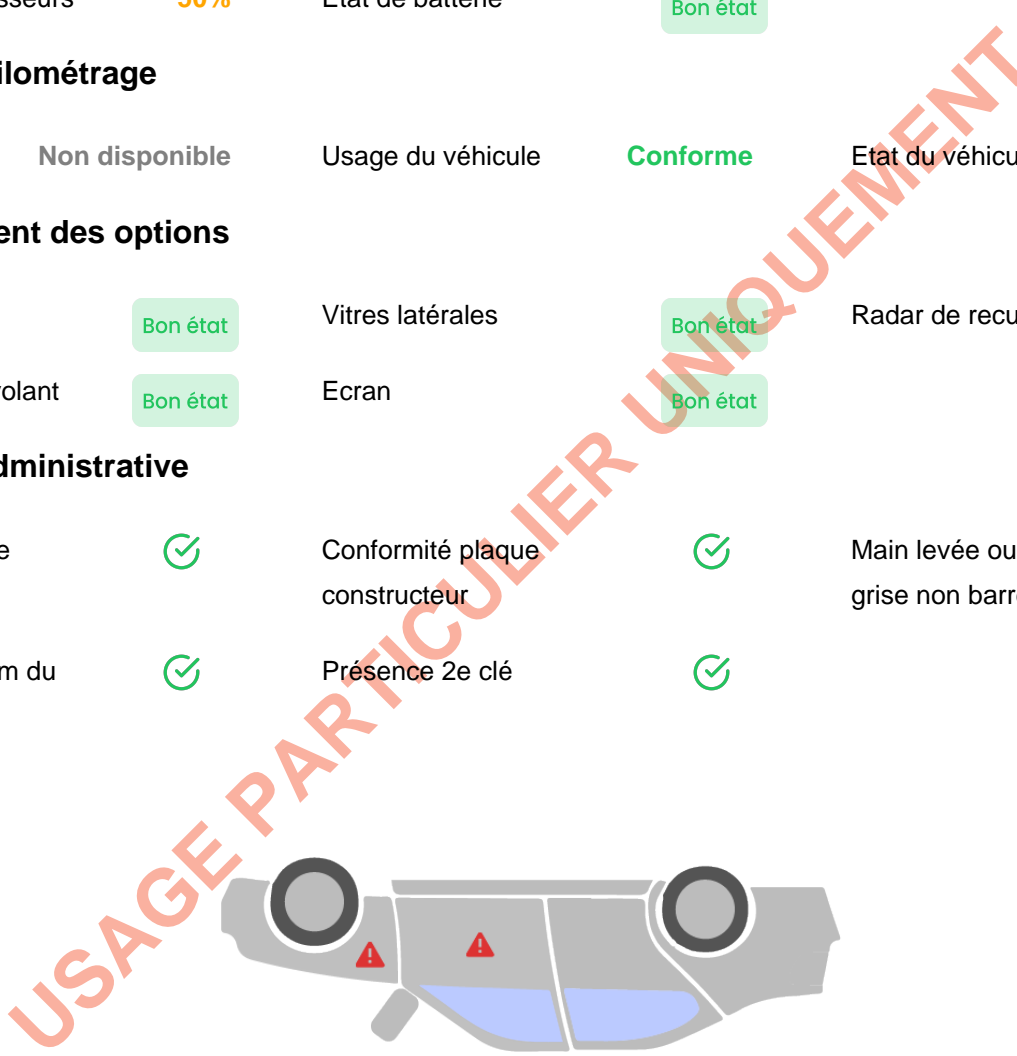 sseurs 50% Etat de batterie Bon état
ilométrage
Non disponible Usage du véhicule Conforme Etat du véhicu
ent des options
Bon état Vitres latérales Bon état Radar de recu
olant Bon état Ecran Bon état
dministrative
e Conformité plaque Main levée ou
constructeur grise non barr
m du Présence 2e clé
USAGE PARTICULIER UNIQUEMENT